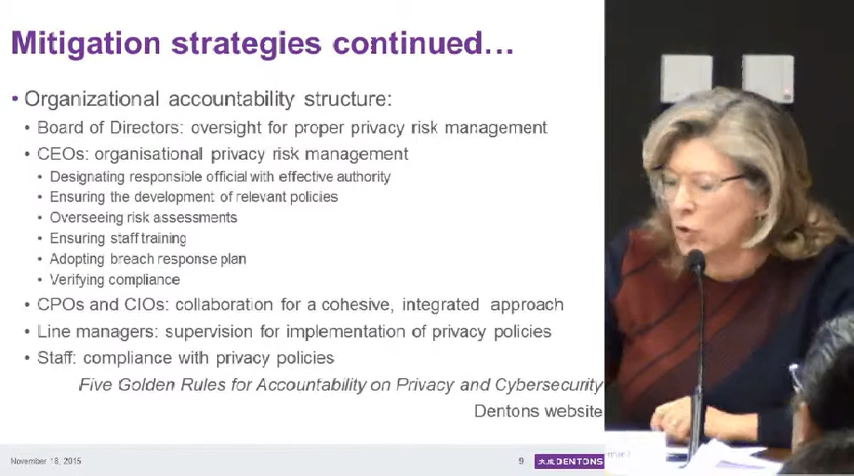 Mitigation strategies continued...
• Organizational accountability structure:
• Board of Directors: oversight for proper privacy risk management
• CEOs: organisational privacy risk management
• Designating responsible official with effective authority
• Ensuring the development of relevant policies
• Overseeing risk assessments
• Ensuring staff training
• Adopting breach response plan
• Verifying compliance
• CPOs and CIOs: collaboration for a cohesive, integrated approach
• Line managers: supervision for implementation of privacy policies
• Staff: compliance with privacy policies
Five Golden Rules for Accountability on Privacy and Cybersecurity
Dentons website
November 18, 2015
9
大成 DENTONS